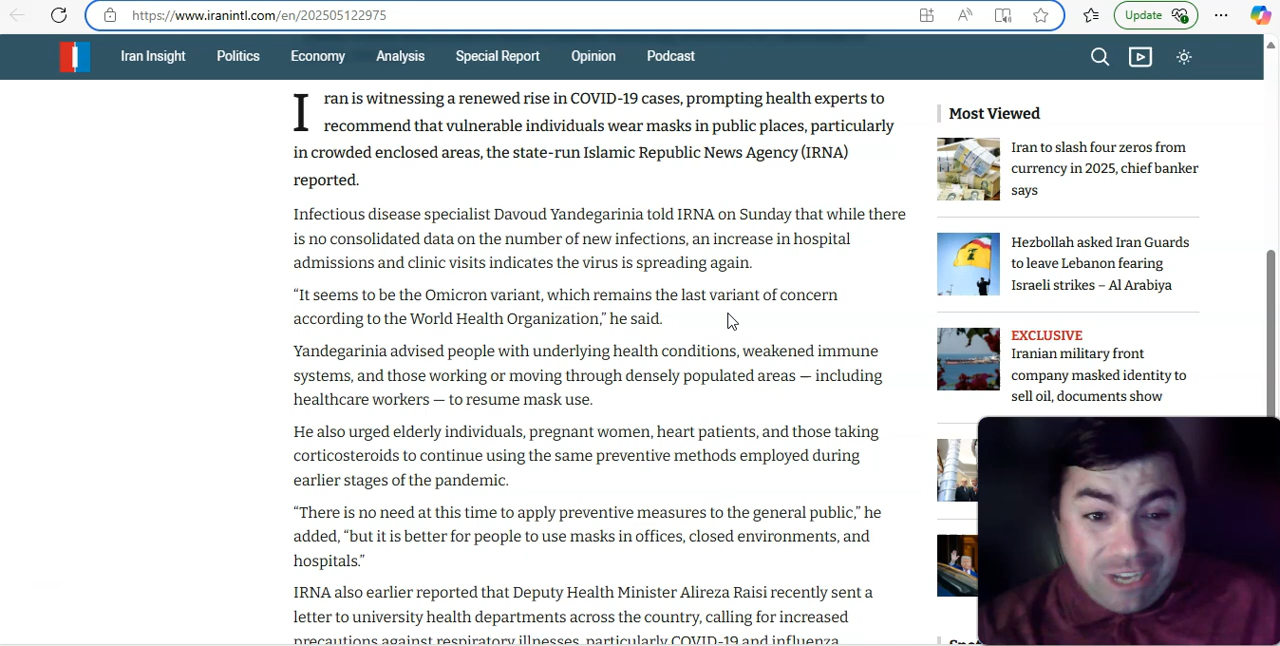 https://www.iranintl.com/en/202505122975
Update
Iran Insight
Politics
Economy
Analysis
Special Report
Opinion
Podcast
Iran is witnessing a renewed rise in COVID-19 cases, prompting health experts to
recommend that vulnerable individuals wear masks in public places, particularly
in crowded enclosed areas, the state-run Islamic Republic News Agency (IRNA)
reported.
Infectious disease specialist Davoud Yandegarinia told IRNA on Sunday that while there
is no consolidated data on the number of new infections, an increase in hospital
admissions and clinic visits indicates the virus is spreading again.
“It seems to be the Omicron variant, which remains the last variant of concern
according to the World Health Organization,” he said.
Yandegarinia advised people with underlying health conditions, weakened immune
systems, and those working or moving through densely populated areas — including
healthcare workers — to resume mask use.
He also urged elderly individuals, pregnant women, heart patients, and those taking
corticosteroids to continue using the same preventive methods employed during
earlier stages of the pandemic.
“There is no need at this time to apply preventive measures to the general public,” he
added, “but it is better for people to use masks in offices, closed environments, and
hospitals.”
IRNA also earlier reported that Deputy Health Minister Alireza Raisi recently sent a
letter to university health departments across the country, calling for increased
precautions against respiratory illnesses, particularly COVID-19 and influenza
Most Viewed
Iran to slash four zeros from
currency in 2025, chief banker
says
Hezbollah asked Iran Guards
to leave Lebanon fearing
Israeli strikes – Al Arabiya
EXCLUSIVE
Iranian military front
company masked identity to
sell oil, documents show